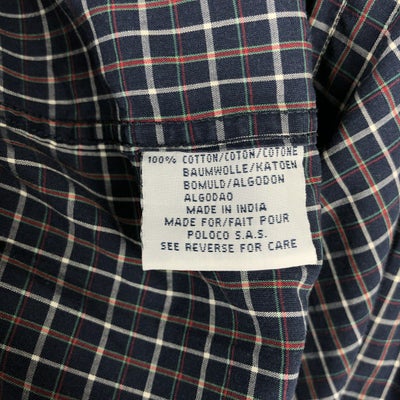 100% COTTON/COTON/COTONE
BAUMWOLLE/KATOEN
BOMULD/ALGODON
ALGODAO
MADE IN INDIA
MADE FOR/FAIT POUR
POLOCO S.A.S.
SEE REVERSE FOR CARE